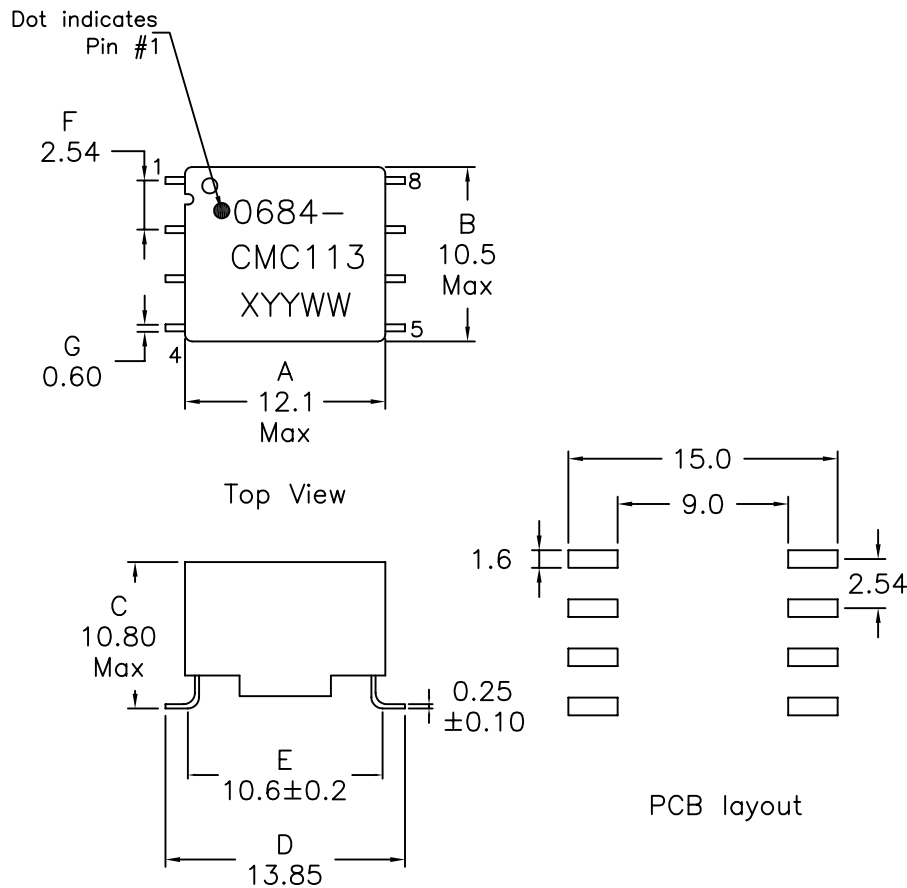 Dot indicates
Pin #1
F
2.54
1
8
0684-
CMC113
XYYWW
B
10.5
Max
G
0.60
4
5
A
12.1
Max
Top View
15.0
9.0
1.6
2.54
C
10.80
Max
0.25
±0.10
E
10.6±0.2
D
13.85
PCB layout